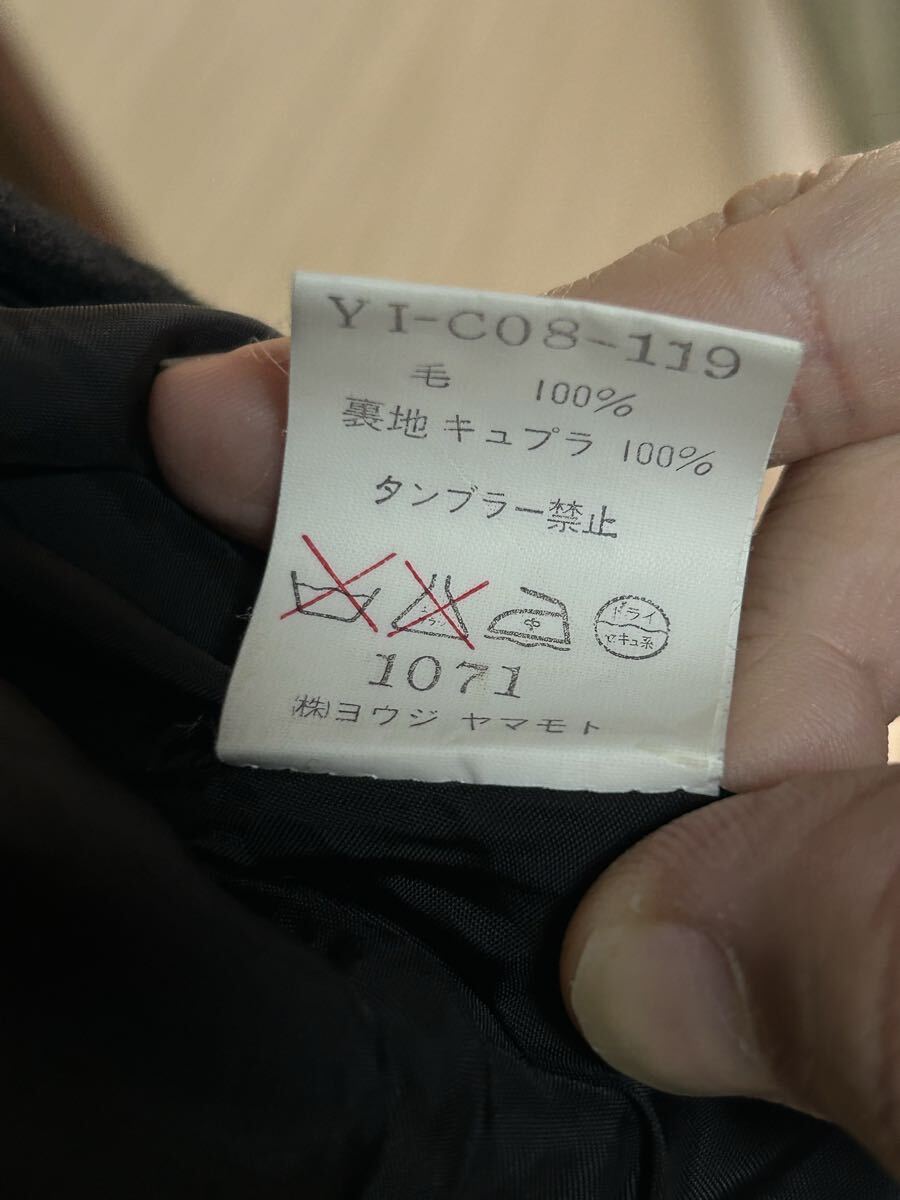 YI-C08-119
毛 100%
裏地 キュプラ 100%
タンブラー禁止
中
ドライ
セキユ系
1071
(株)ヨウジ ヤマモト